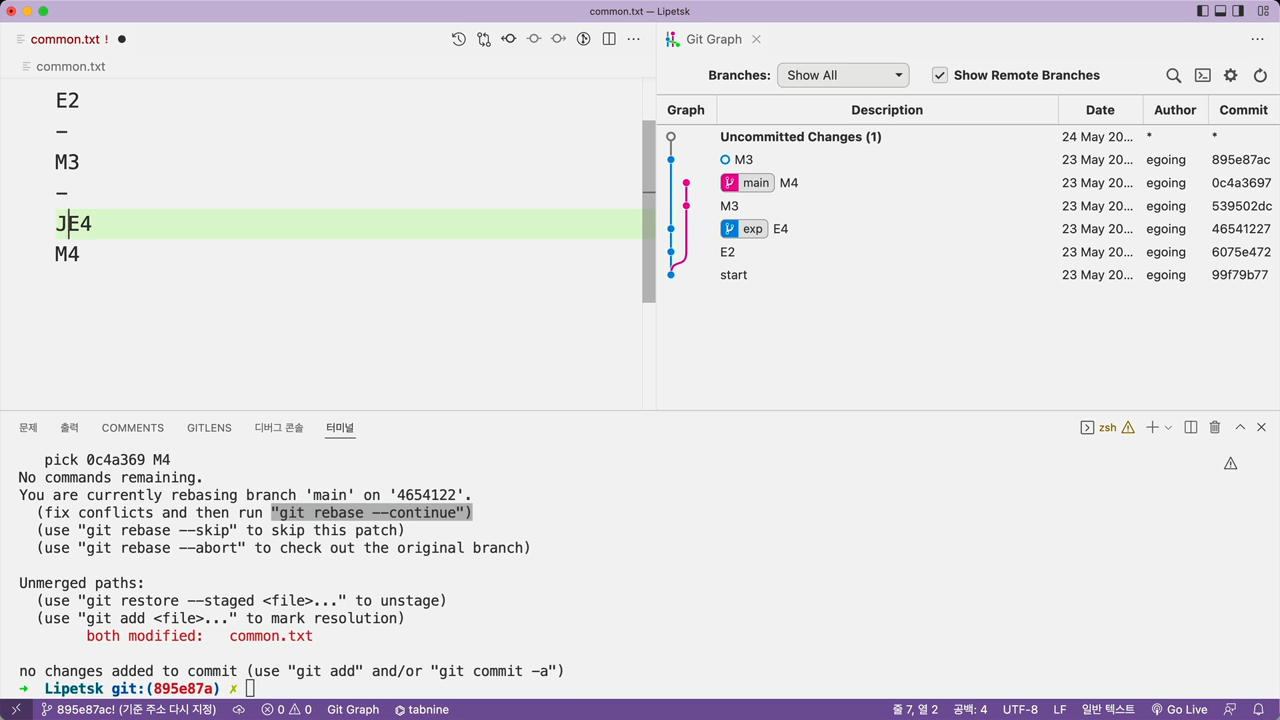 common.txt — Lipetsk
common.txt !
Git Graph
common.txt
E2
–
M3
–
JE4
M4
Branches: Show All Show Remote Branches
Graph Description Date Author Commit
Uncommitted Changes (1) 24 May 20... * *
M3 23 May 20... egoing 895e87ac
main M4 23 May 20... egoing 0c4a3697
M3 23 May 20... egoing 539502dc
exp E4 23 May 20... egoing 46541227
E2 23 May 20... egoing 6075e472
start 23 May 20... egoing 99f79b77
문제 출력 COMMENTS GITLENS 디버그 콘솔 터미널
zsh
pick 0c4a369 M4
No commands remaining.
You are currently rebasing branch 'main' on '4654122'.
(fix conflicts and then run "git rebase --continue")
(use "git rebase --skip" to skip this patch)
(use "git rebase --abort" to check out the original branch)
Unmerged paths:
(use "git restore --staged <file>..." to unstage)
(use "git add <file>..." to mark resolution)
both modified: common.txt
no changes added to commit (use "git add" and/or "git commit -a")
➜ Lipetsk git:(895e87a) ✗
895e87ac! (기준 주소 다시 지정) 0 0 Git Graph tabnine 줄 7, 열 2 공백: 4 UTF-8 LF 일반 텍스트 Go Live